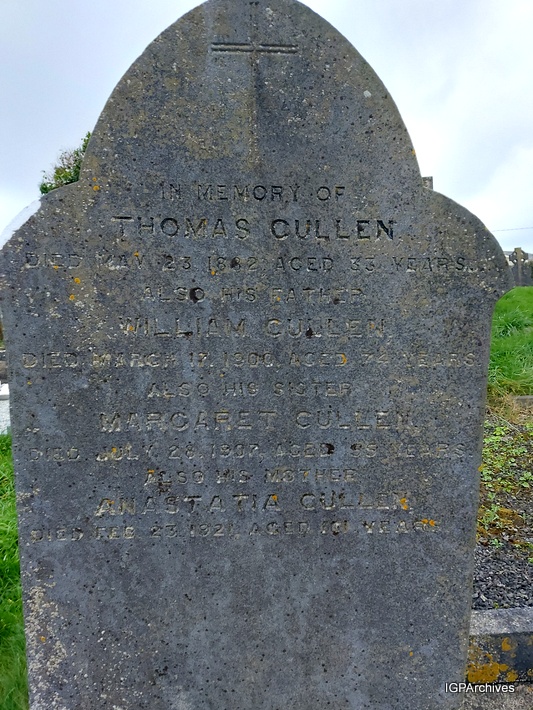 IN MEMORY OF
THOMAS CULLEN
DIED MAY 23 1882 AGED 33 YEARS
ALSO HIS FATHER
WILLIAM CULLEN
DIED MARCH 17, 1900 AGED 74 YEARS
ALSO HIS SISTER
MARGARET CULLEN
DIED JULY 28, 1907, AGED YEARS
ALSO HIS MOTHER
ANASTATIA CULLEN
DIED FEB 23, AGED 101 YEARS
IGPArchives